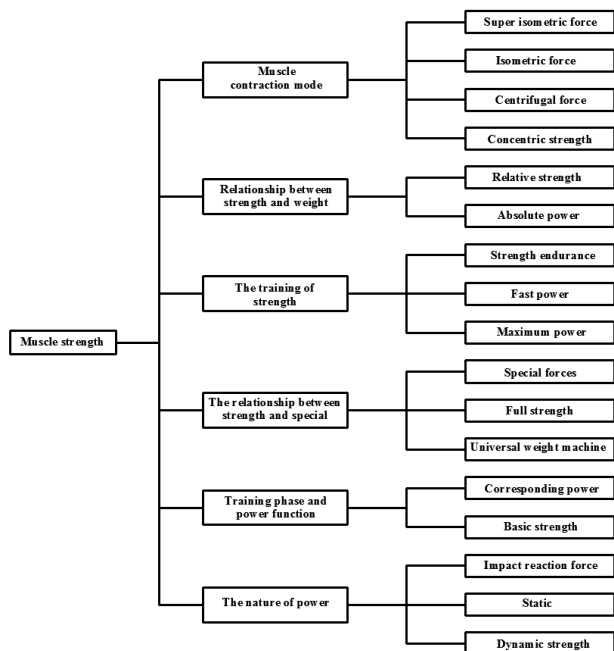 Muscle strength
Muscle
contraction mode
Super isometric force
Isometric force
Centrifugal force
Concentric strength
Relationship between
strength and weight
Relative strength
Absolute power
The training of
strength
Strength endurance
Fast power
Maximum power
The relationship between
strength and special
Special forces
Full strength
Universal weight machine
Training phase and
power function
Corresponding power
Basic strength
The nature of power
Impact reaction force
Static
Dynamic strength